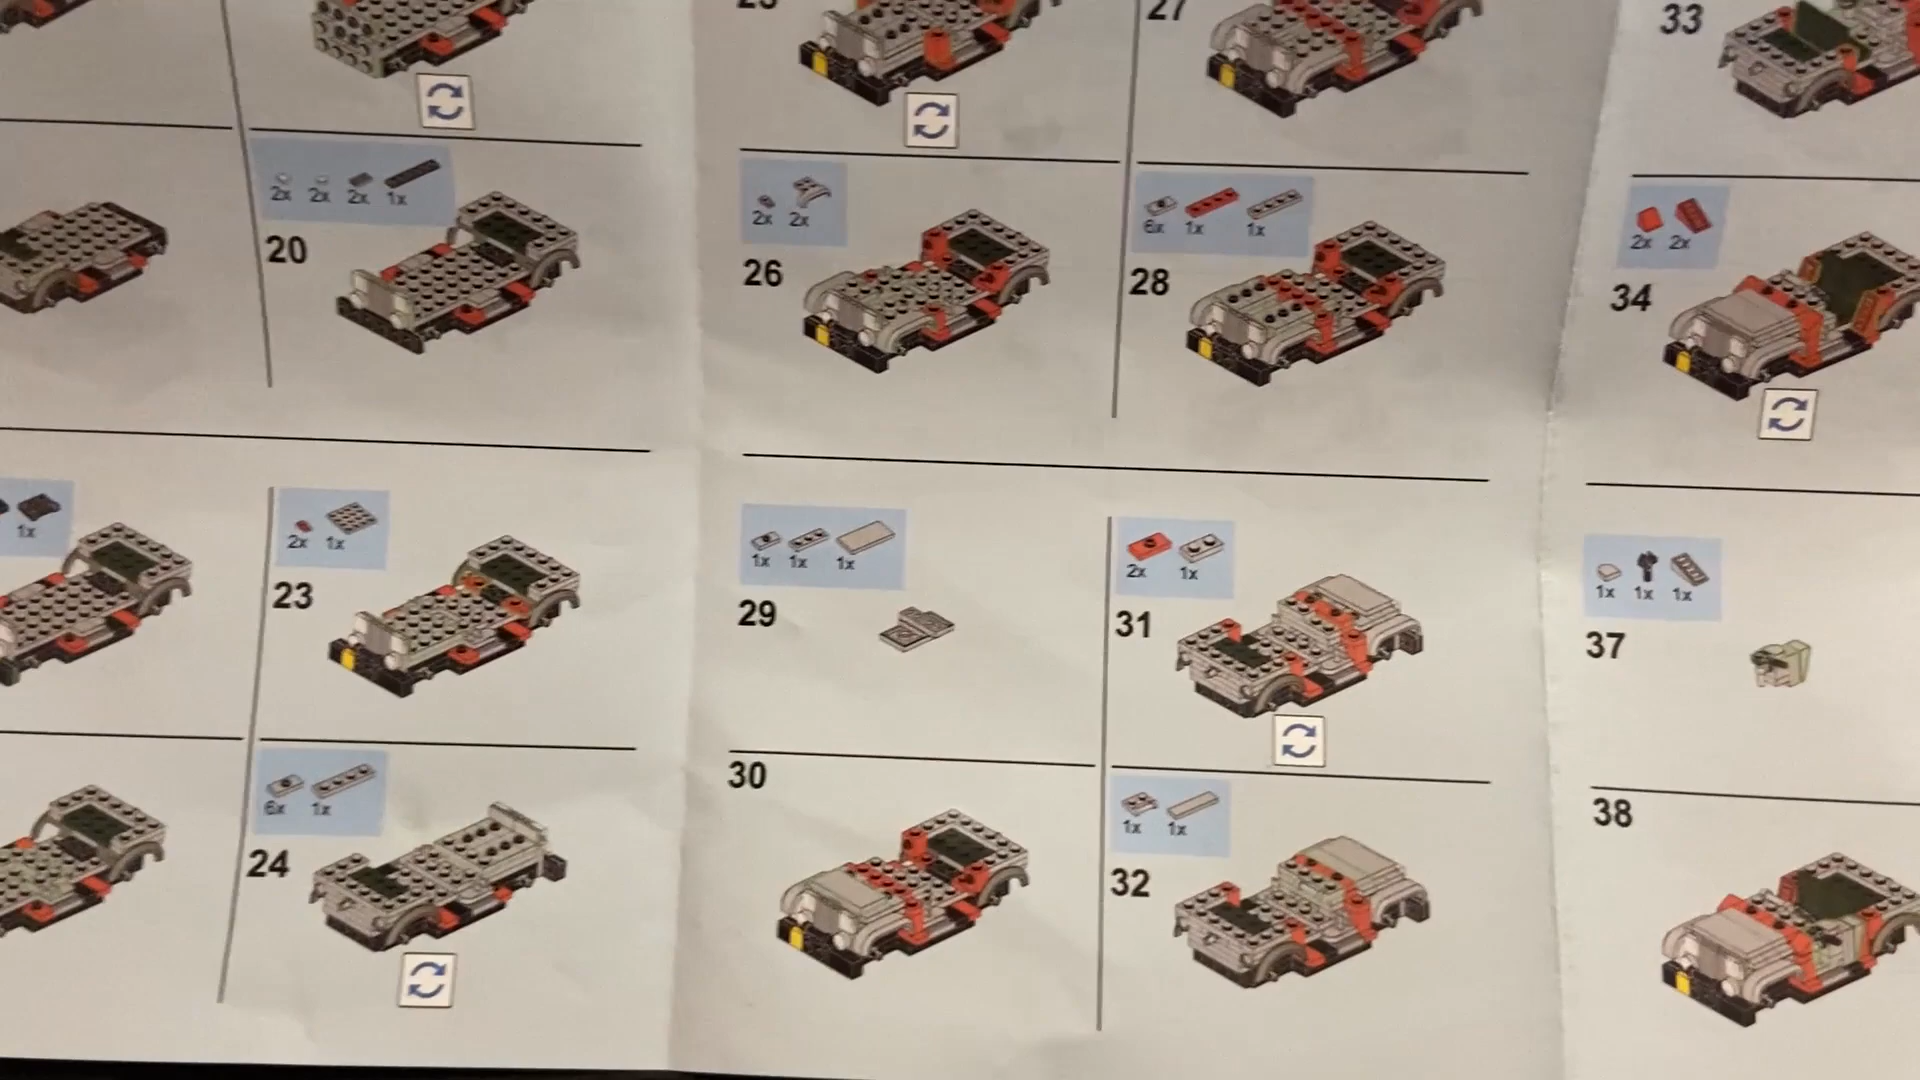 27
33
2x 2x 2x 1x
20
2x 2x
26
6x 1x 1x
28
2x 2x
34
1x
2x 1x
23
1x 1x 1x
29
2x 1x
31
1x 1x 1x
37
6x 1x
24
30
1x 1x
32
38